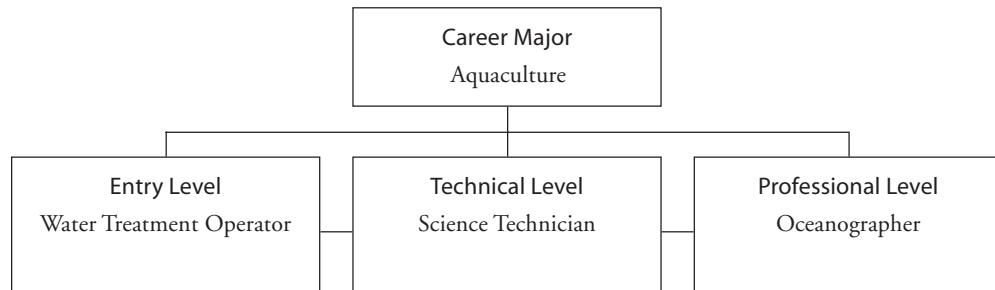 Career Major
Aquaculture
Entry Level
Water Treatment Operator
Technical Level
Science Technician
Professional Level
Oceanographer